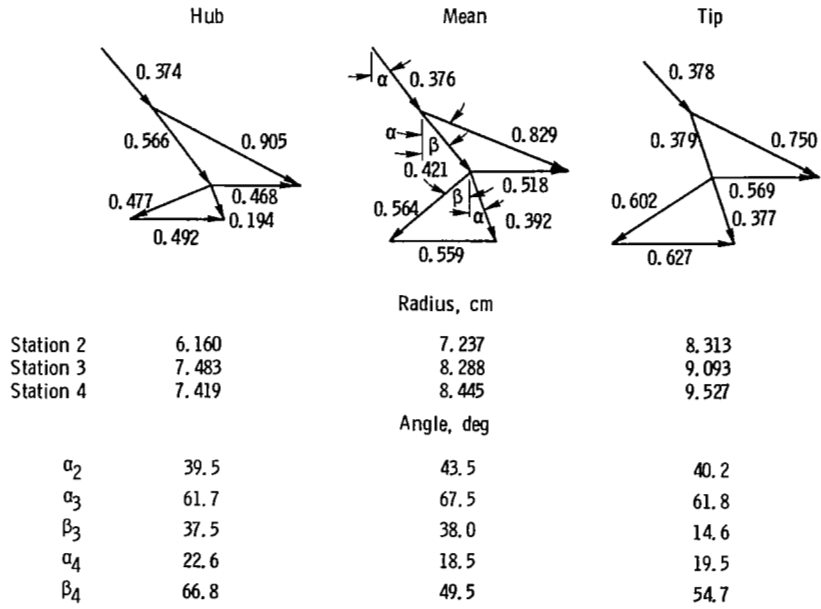 Hub Mean Tip
0.374 α 0.376 0.378
0.566 0.905 α β 0.829 0.379 0.750
0.477 0.468 0.421 0.518 0.602 0.569
0.194 0.564 β α 0.392 0.377
0.492 0.559 0.627
Radius, cm
Station 2 6.160 7.237 8.313
Station 3 7.483 8.288 9.093
Station 4 7.419 8.445 9.527
Angle, deg
α2 39.5 43.5 40.2
α3 61.7 67.5 61.8
β3 37.5 38.0 14.6
α4 22.6 18.5 19.5
β4 66.8 49.5 54.7